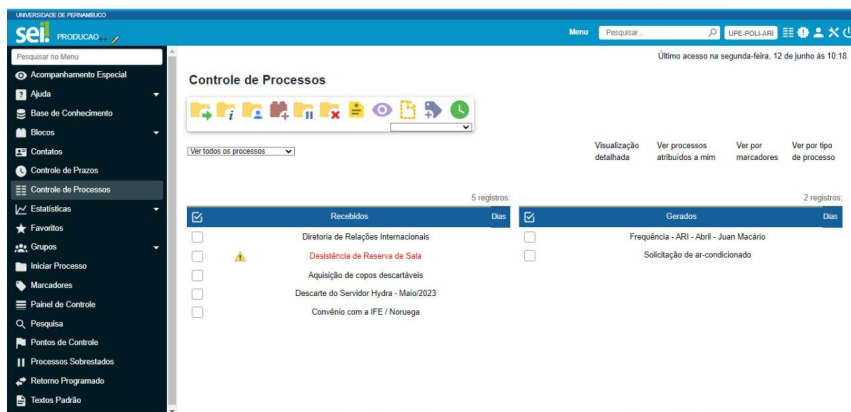 UNIVERSIDADE DE PERNAMBUCO
sei! PRODUCAO
Menu Pesquisar... UPE-POLI-ARI
Pesquisar no Menu
Último acesso na segunda-feira, 12 de junho às 10:18.
Acompanhamento Especial
Ajuda
Base de Conhecimento
Blocos
Contatos
Controle de Prazos
Controle de Processos
Estatísticas
Favoritos
Grupos
Iniciar Processo
Marcadores
Painel de Controle
Pesquisa
Pontos de Controle
Processos Sobrestados
Retorno Programado
Textos Padrão
Controle de Processos
Ver todos os processos
Visualização detalhada
Ver processos atribuídos a mim
Ver por marcadores
Ver por tipo de processo
5 registros:
Recebidos Dias
Diretoria de Relações Internacionais
Desistência de Reserva de Sala
Aquisição de copos descartáveis
Descarte do Servidor Hydra - Maio/2023
Convênio com a IFE / Noruega
2 registros:
Gerados Dias
Frequência - ARI - Abril - Juan Macário
Solicitação de ar-condicionado